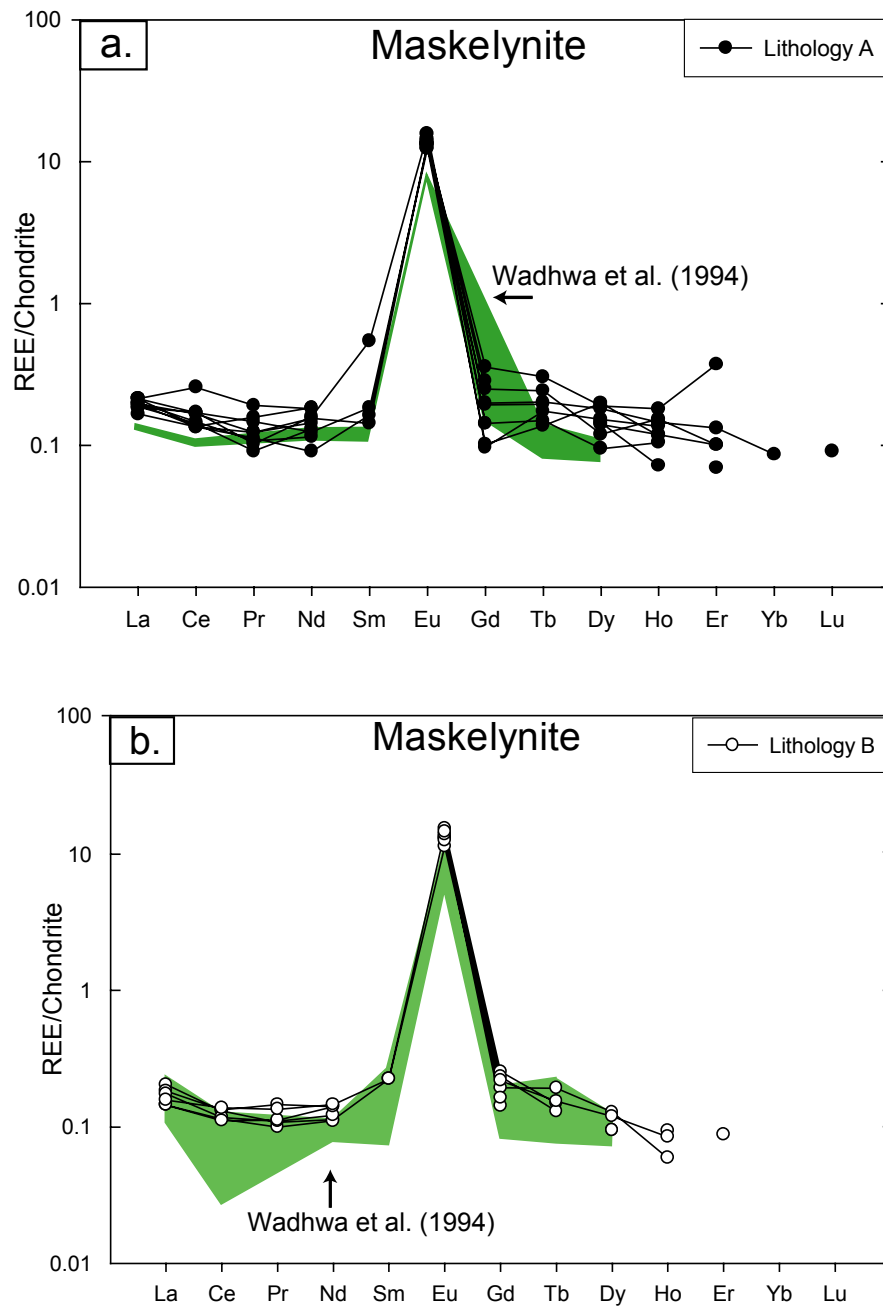 100
a.
Maskelynite
Lithology A
10
Wadhwa et al. (1994)
1
REE/Chondrite
0.1
0.01
La Ce Pr Nd Sm Eu Gd Tb Dy Ho Er Yb Lu
100
b.
Maskelynite
Lithology B
10
REE/Chondrite
1
0.1
Wadhwa et al. (1994)
0.01
La Ce Pr Nd Sm Eu Gd Tb Dy Ho Er Yb Lu